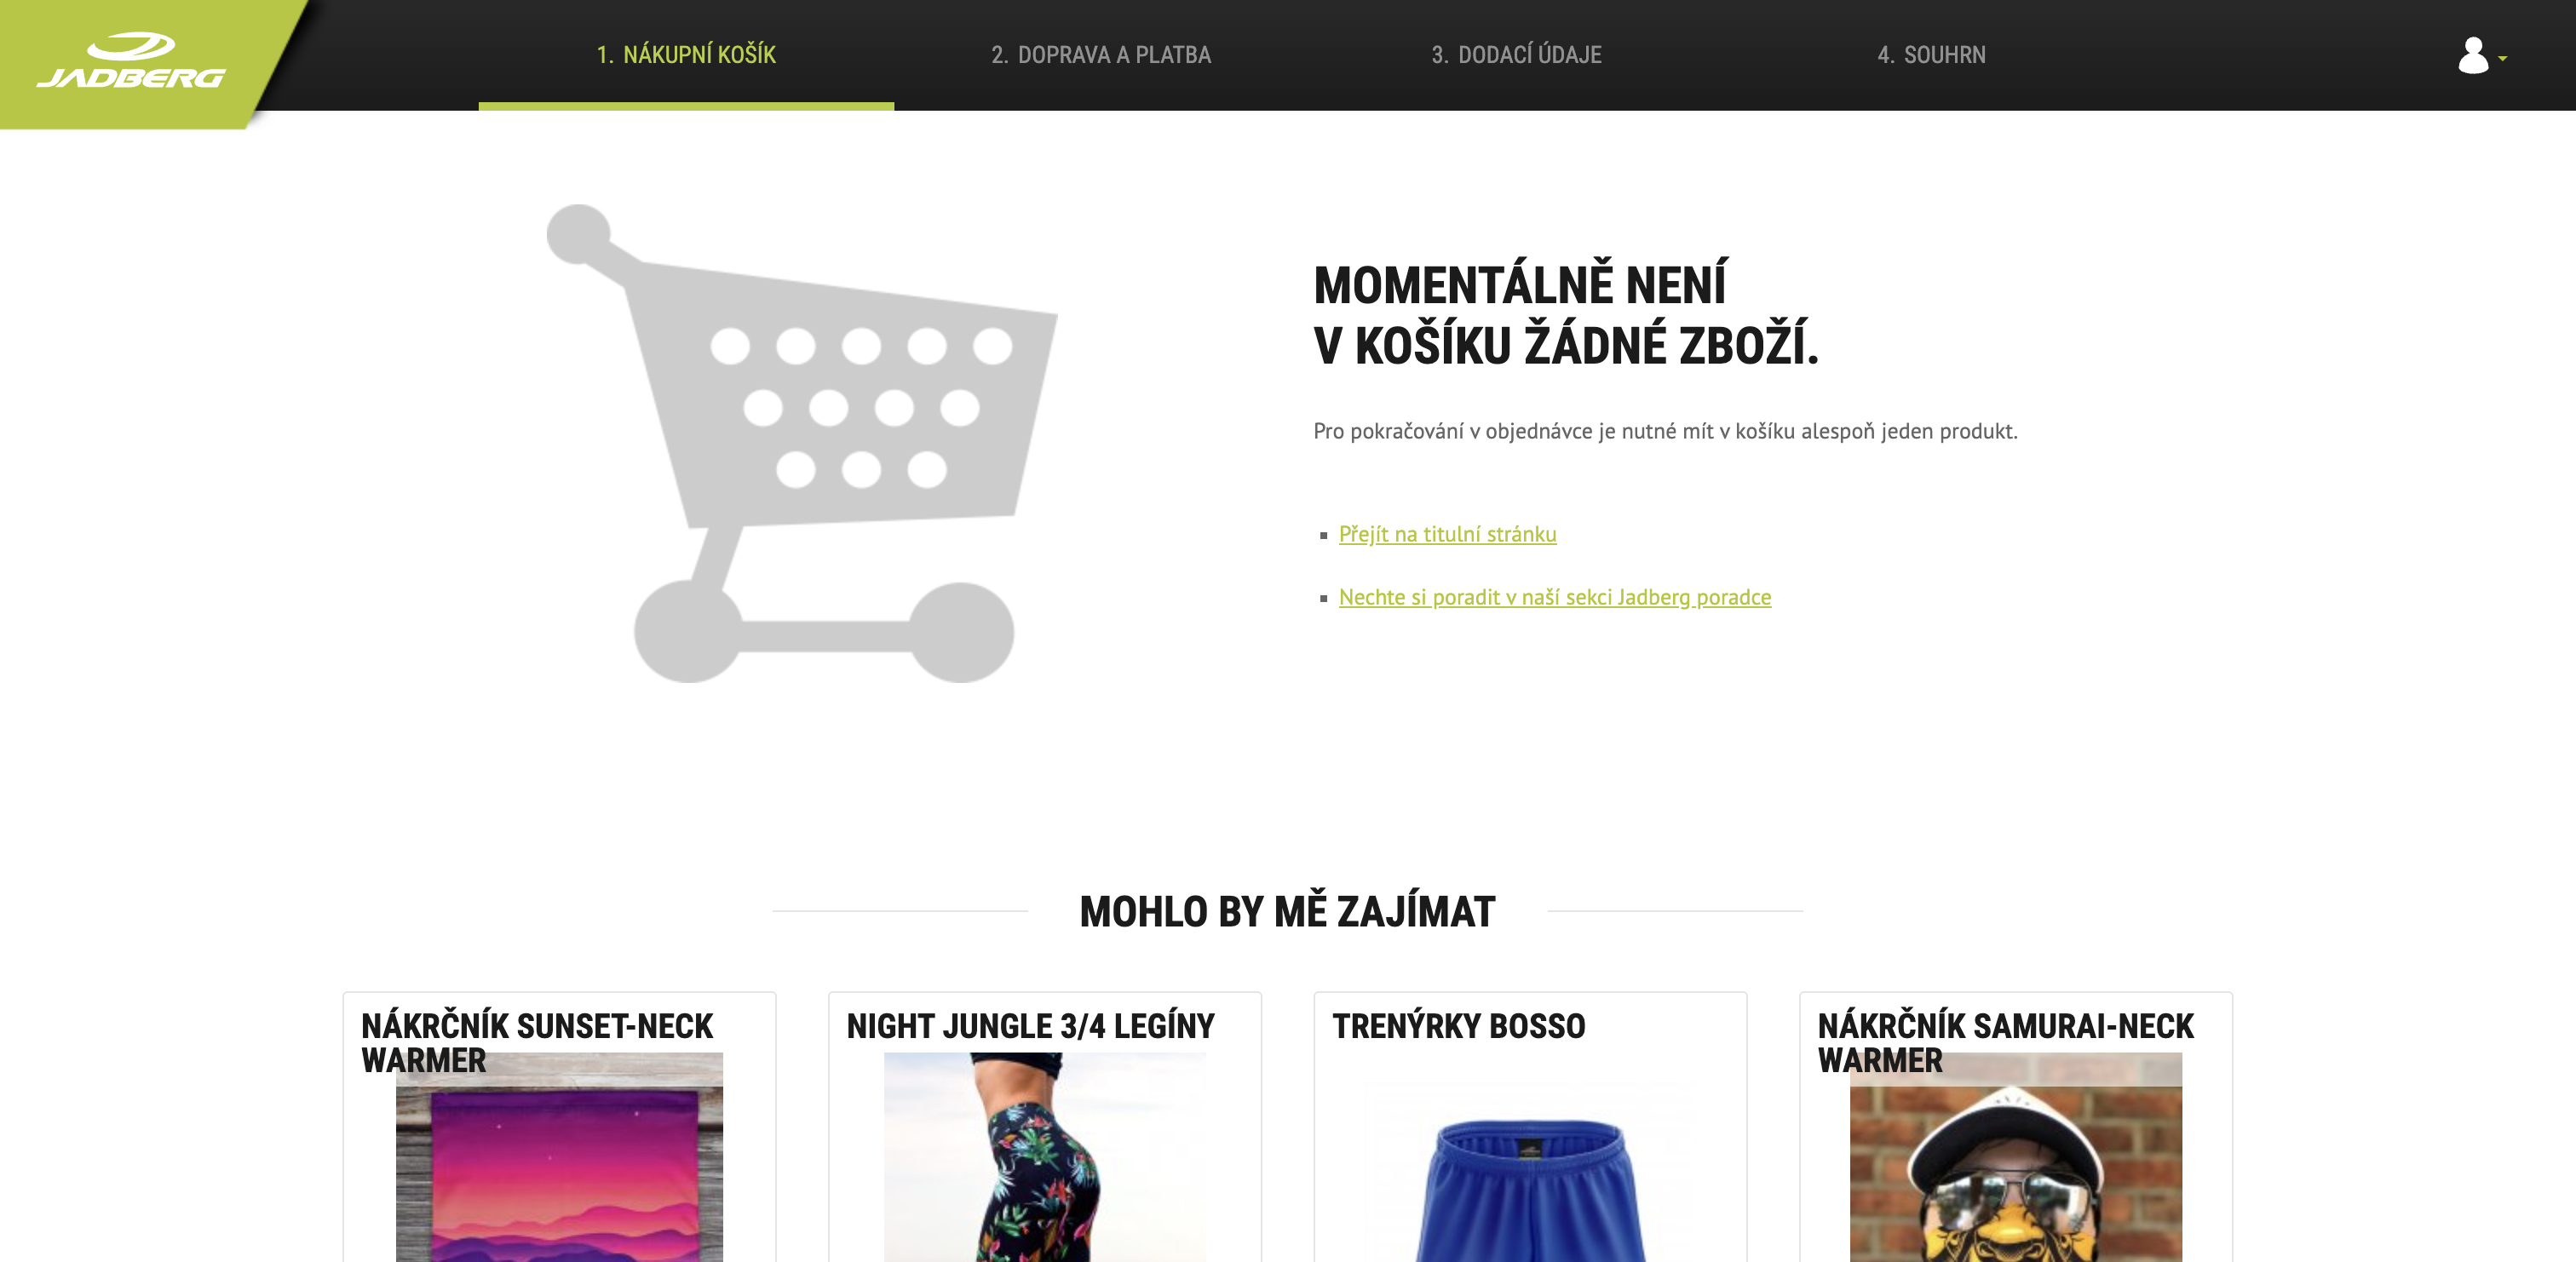 JADBERG
1. NÁKUPNÍ KOŠÍK
2. DOPRAVA A PLATBA
3. DODACÍ ÚDAJE
4. SOUHRN
MOMENTÁLNĚ NENÍ
V KOŠÍKU ŽÁDNÉ ZBOŽÍ.
Pro pokračování v objednávce je nutné mít v košíku alespoň jeden produkt.
Přejít na titulní stránku
Nechte si poradit v naší sekci Jadberg poradce
MOHLO BY MĚ ZAJÍMAT
NÁKRČNÍK SUNSET-NECK
WARMER
NIGHT JUNGLE 3/4 LEGÍNY
TRENÝRKY BOSSO
NÁKRČNÍK SAMURAI-NECK
WARMER